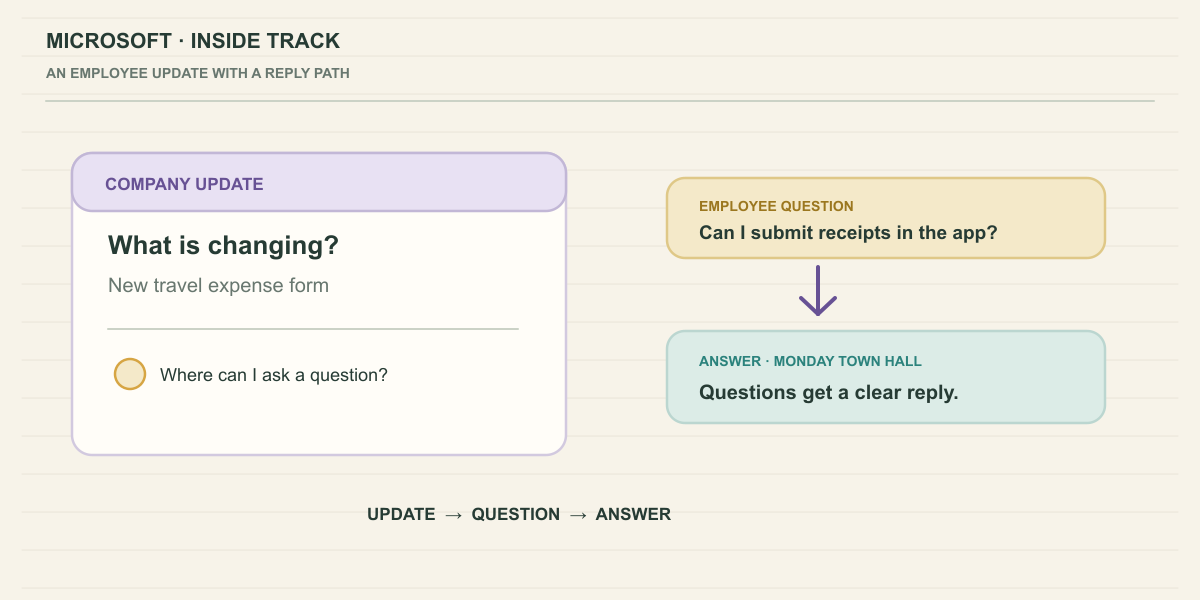 MICROSOFT · INSIDE TRACK
AN EMPLOYEE UPDATE WITH A REPLY PATH
COMPANY UPDATE
What is changing?
New travel expense form
Where can I ask a question?
EMPLOYEE QUESTION
Can I submit receipts in the app?
ANSWER · MONDAY TOWN HALL
Questions get a clear reply.
UPDATE → QUESTION → ANSWER